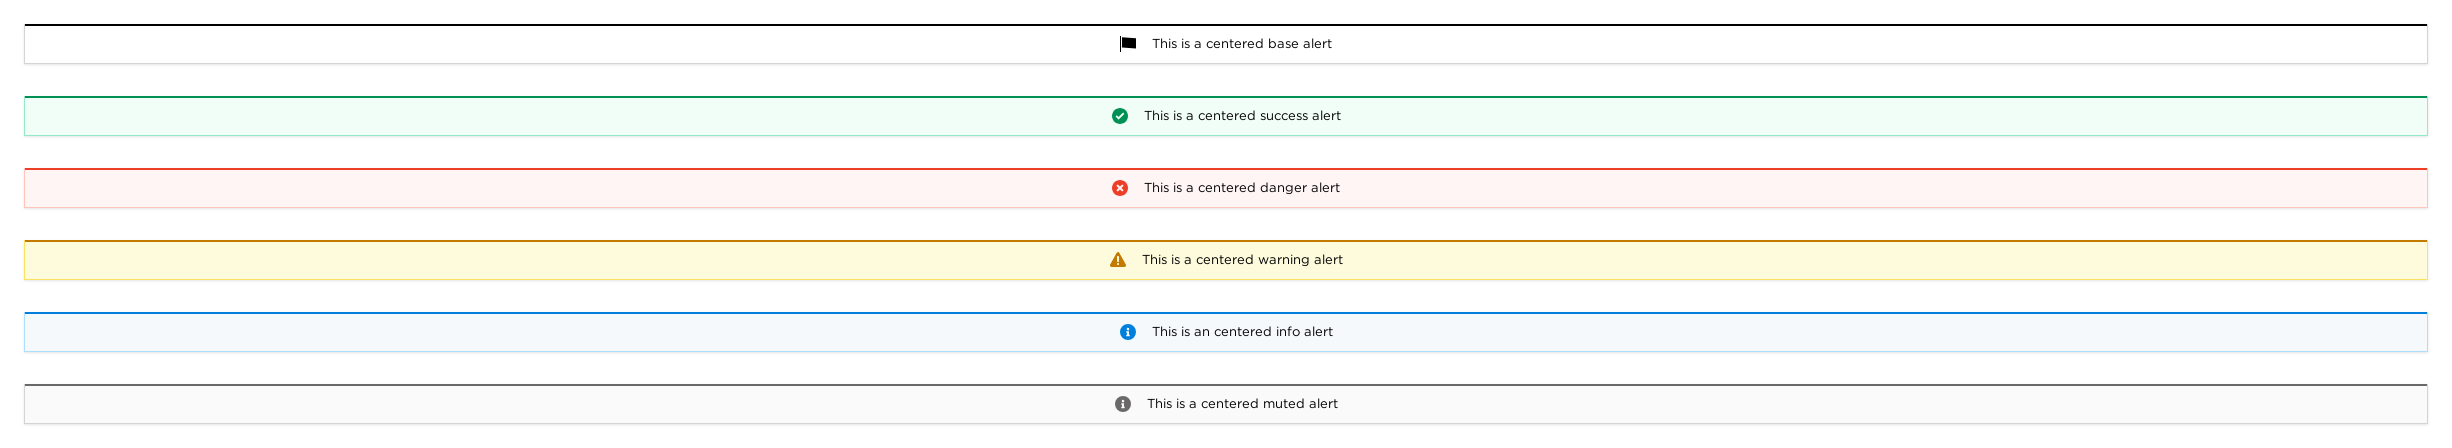 This is a centered base alert
This is a centered success alert
This is a centered danger alert
This is a centered warning alert
This is an centered info alert
This is a centered muted alert